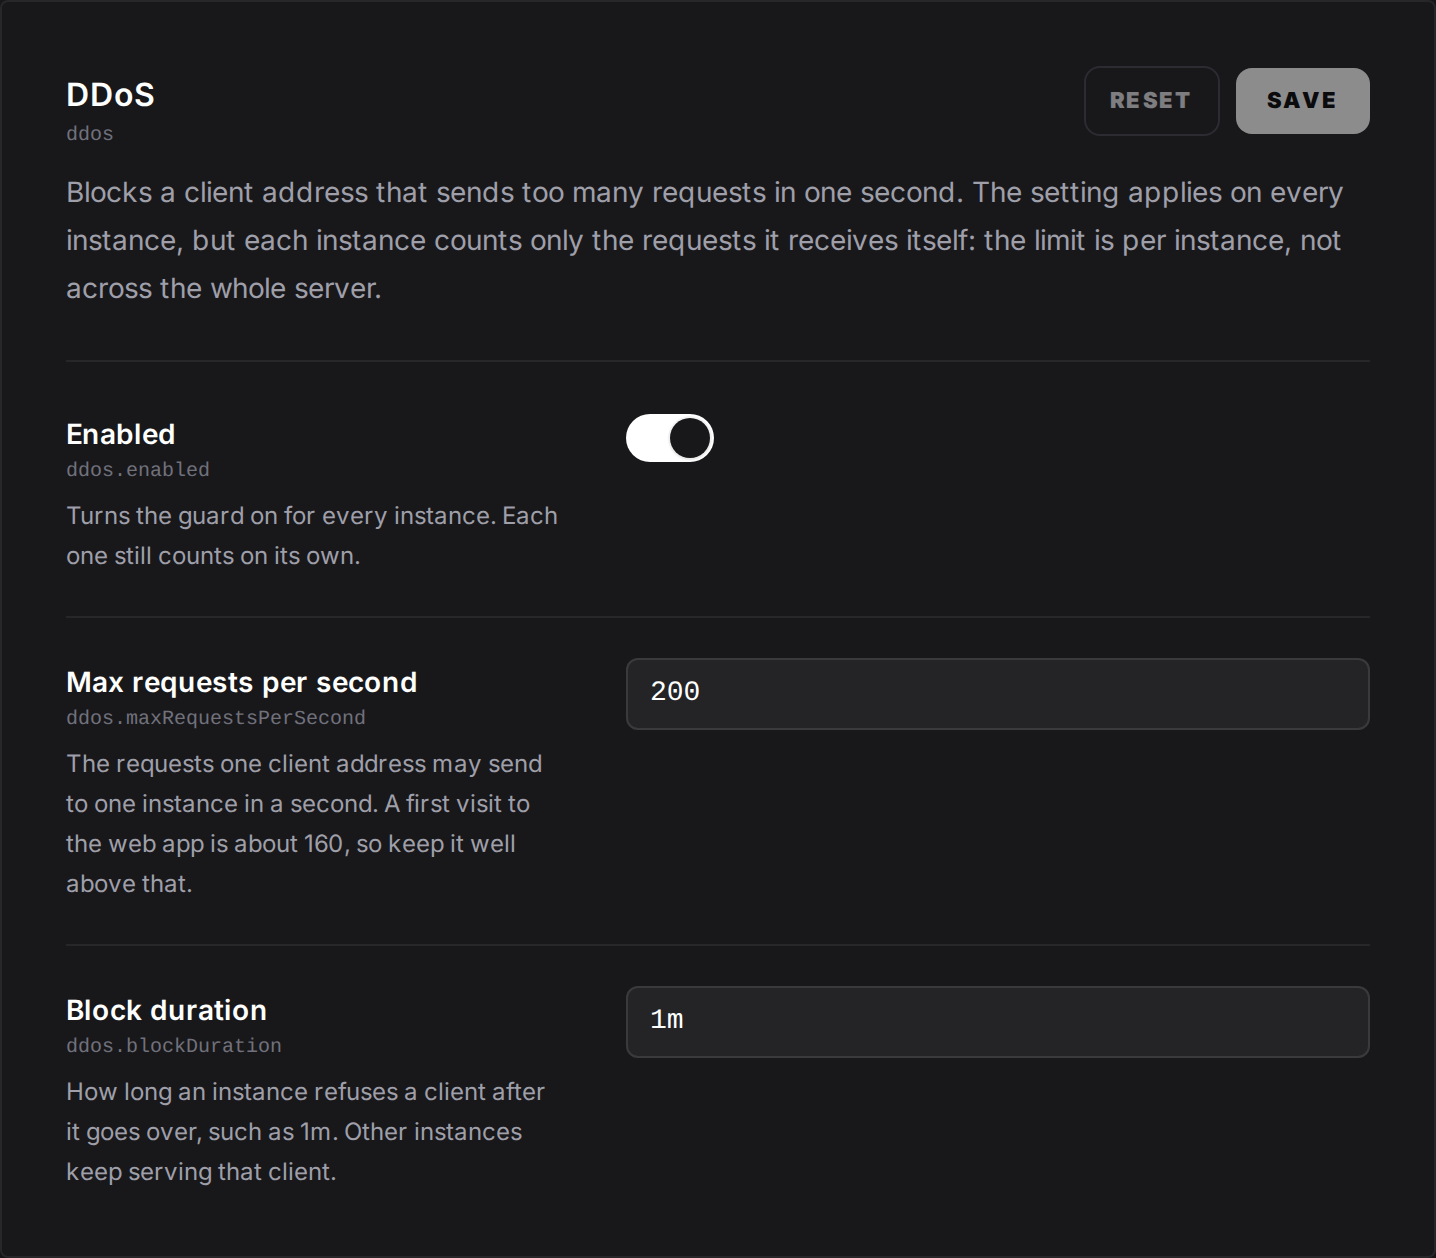 DDoS
ddos
RESET
SAVE
Blocks a client address that sends too many requests in one second. The setting applies on every
instance, but each instance counts only the requests it receives itself: the limit is per instance, not
across the whole server.
Enabled
ddos.enabled
Turns the guard on for every instance. Each
one still counts on its own.
Max requests per second
ddos.maxRequestsPerSecond
The requests one client address may send
to one instance in a second. A first visit to
the web app is about 160, so keep it well
above that.
200
Block duration
ddos.blockDuration
How long an instance refuses a client after
it goes over, such as 1m. Other instances
keep serving that client.
1m